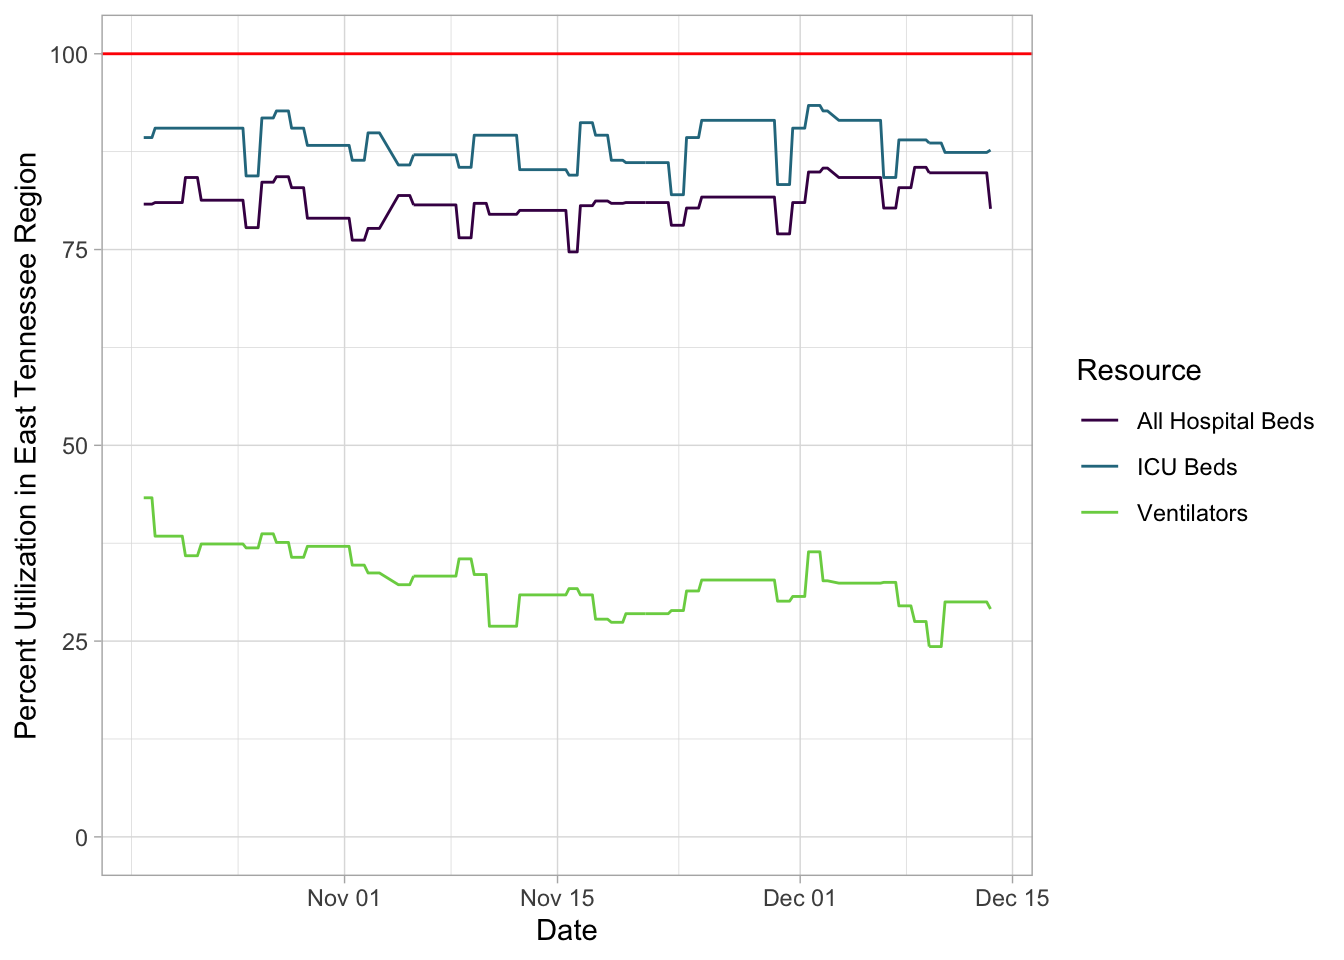 Percent Utilization in East Tennessee Region
100
75
50
25
0
Nov 01
Nov 15
Dec 01
Dec 15
Date
Resource
All Hospital Beds
ICU Beds
Ventilators